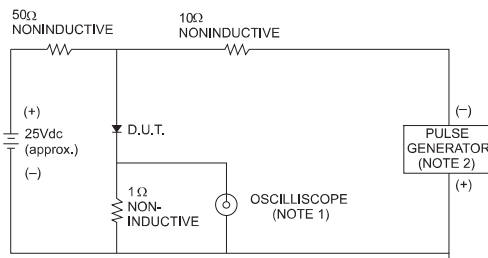 50Ω
NONINDUCTIVE
10Ω
NONINDUCTIVE
(+)
25Vdc
(approx.)
(−)
D.U.T.
1Ω
NON-
INDUCTIVE
OSCILLISCOPE
(NOTE 1)
(−)
PULSE
GENERATOR
(NOTE 2)
(+)